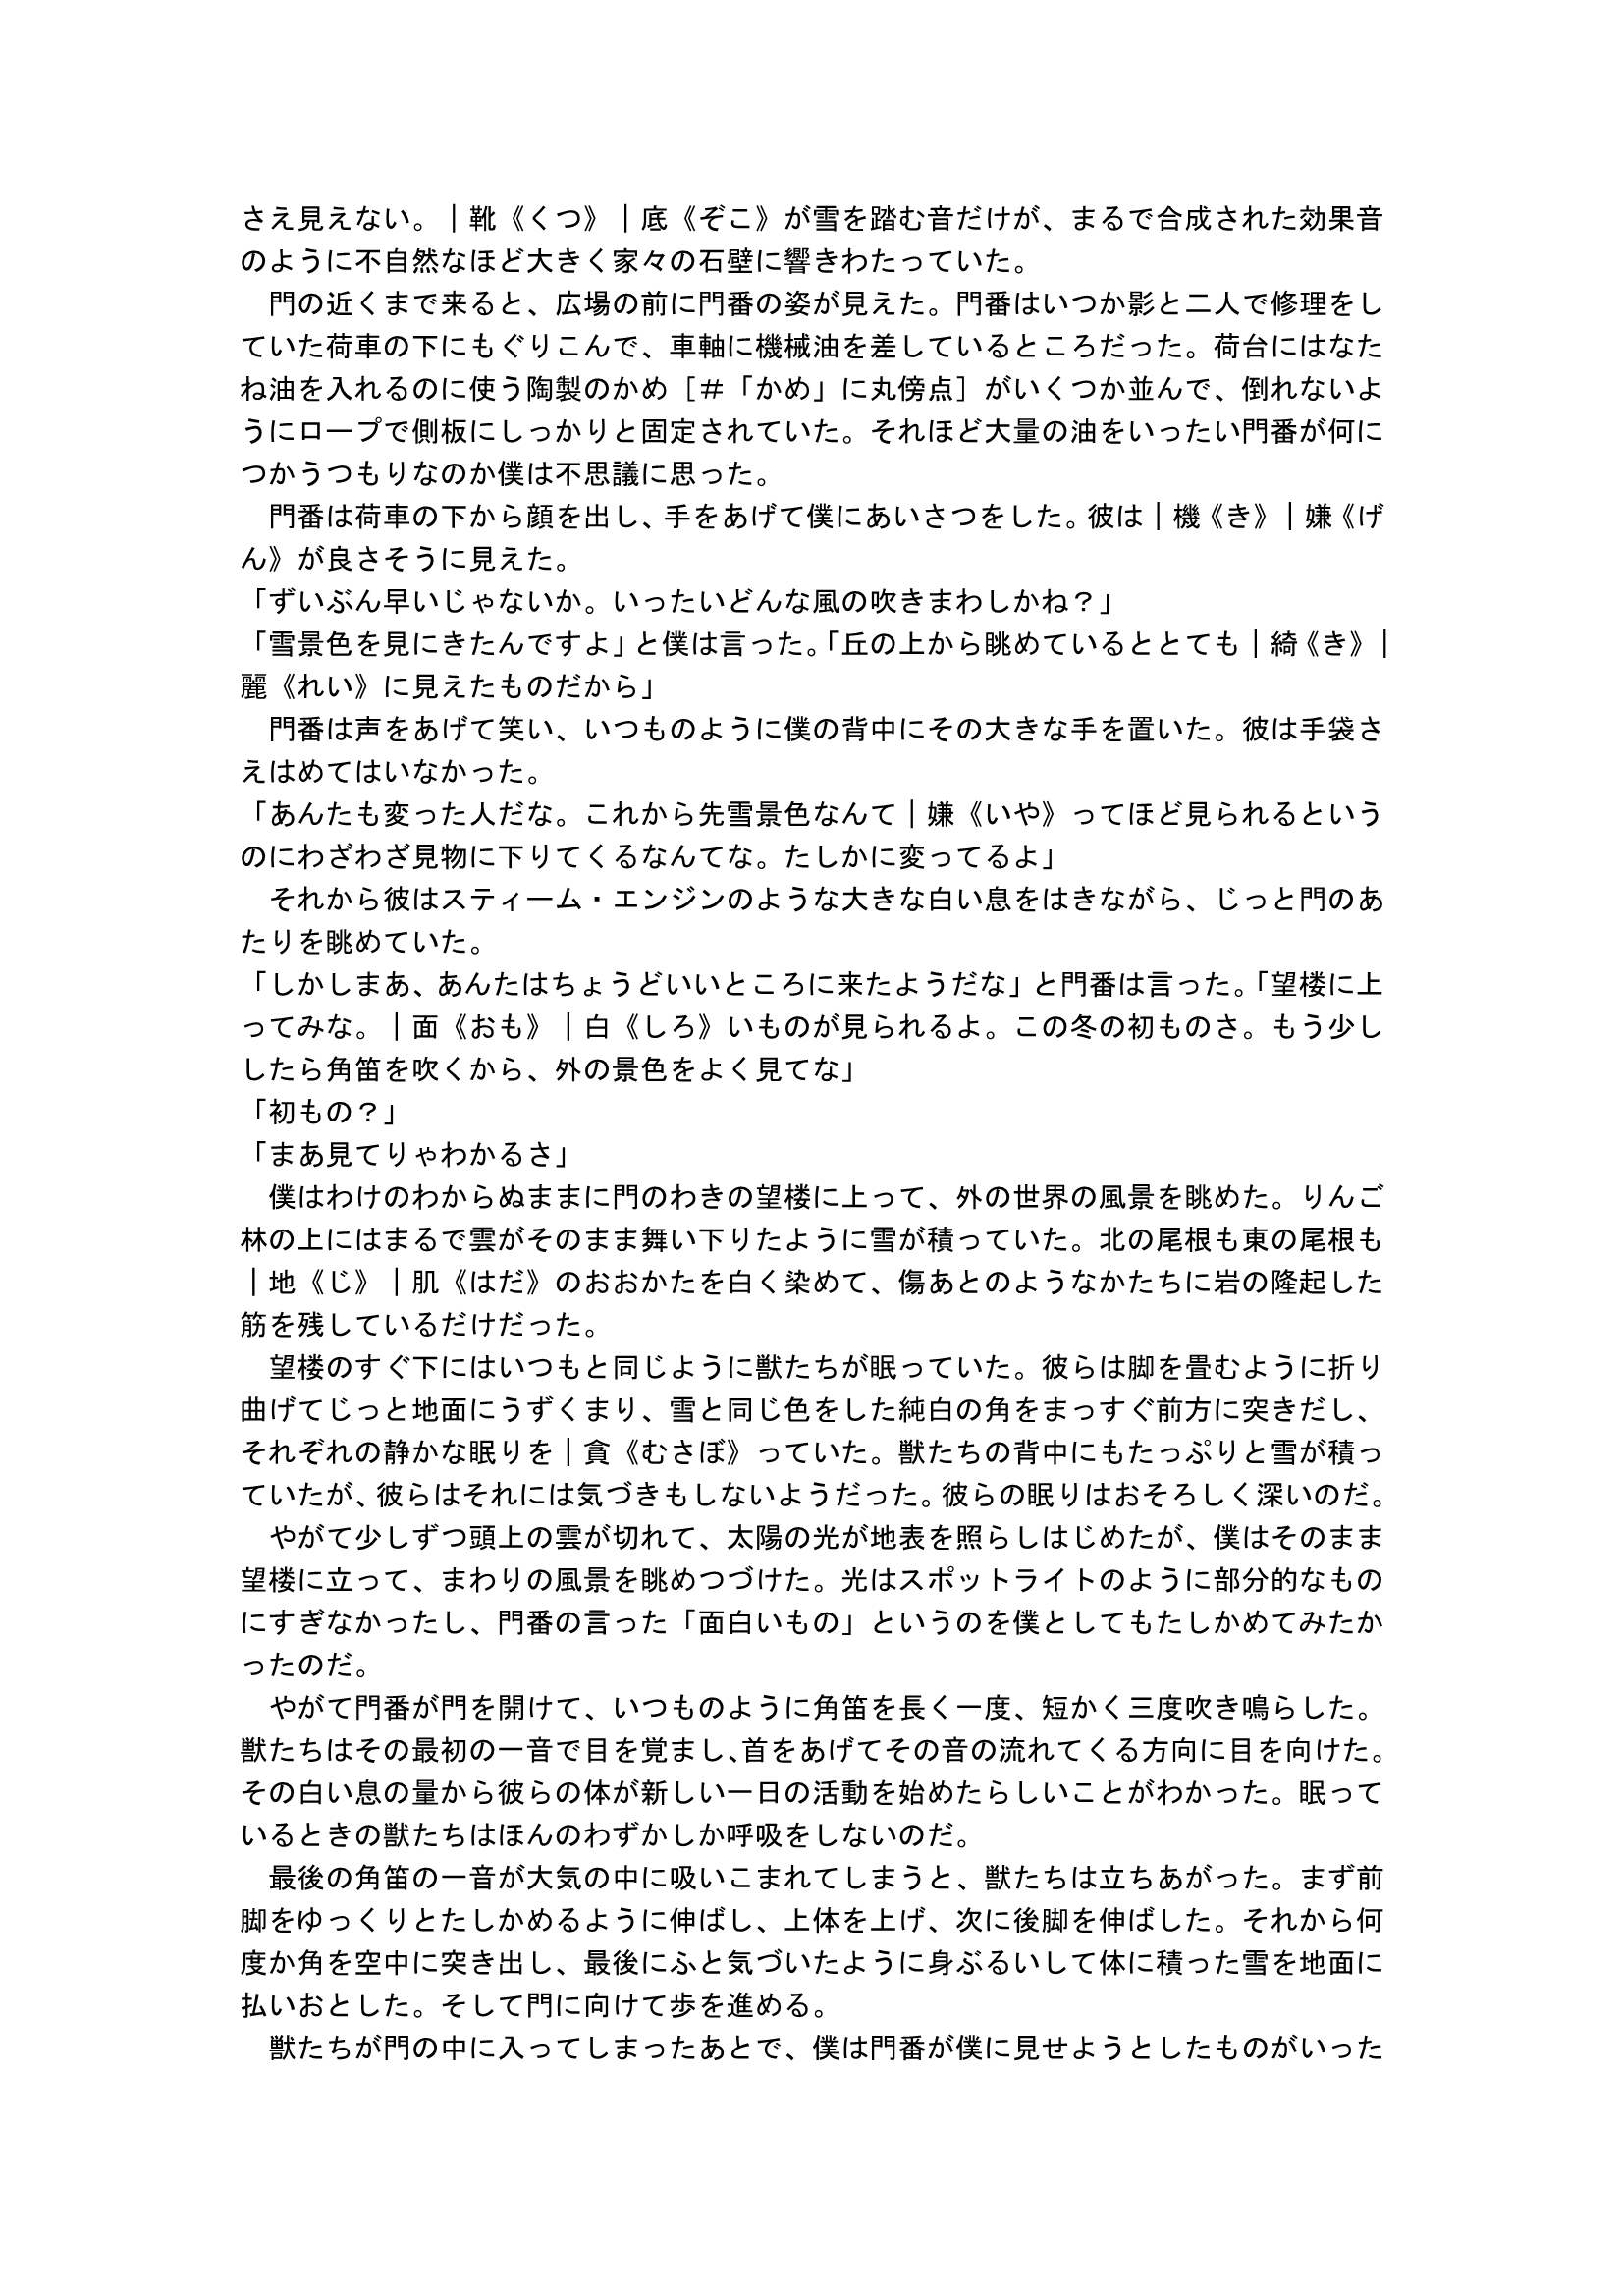 さえ見えない。｜靴《くつ》｜底《ぞこ》が雪を踏む音だけが、まるで合成された効果音
のように不自然なほど大きく家々の石壁に響きわたっていた。
　門の近くまで来ると、広場の前に門番の姿が見えた。門番はいつか影と二人で修理をし
ていた荷車の下にもぐりこんで、車軸に機械油を差しているところだった。荷台にはなた
ね油を入れるのに使う陶製のかめ［＃「かめ」に丸傍点］がいくつか並んで、倒れないよ
うにロープで側板にしっかりと固定されていた。それほど大量の油をいったい門番が何に
つかうつもりなのか僕は不思議に思った。
　門番は荷車の下から顔を出し、手をあげて僕にあいさつをした。彼は｜機《き》｜嫌《げ
ん》が良さそうに見えた。
「ずいぶん早いじゃないか。いったいどんな風の吹きまわしかね？」
「雪景色を見にきたんですよ」と僕は言った。「丘の上から眺めているととても｜綺《き》｜
麗《れい》に見えたものだから」
　門番は声をあげて笑い、いつものように僕の背中にその大きな手を置いた。彼は手袋さ
えはめてはいなかった。
「あんたも変った人だな。これから先雪景色なんて｜嫌《いや》ってほど見られるという
のにわざわざ見物に下りてくるなんてな。たしかに変ってるよ」
　それから彼はスティーム・エンジンのような大きな白い息をはきながら、じっと門のあ
たりを眺めていた。
「しかしまあ、あんたはちょうどいいところに来たようだな」と門番は言った。「望楼に上
ってみな。｜面《おも》｜白《しろ》いものが見られるよ。この冬の初ものさ。もう少し
したら角笛を吹くから、外の景色をよく見てな」
「初もの？」
「まあ見てりゃわかるさ」
　僕はわけのわからぬままに門のわきの望楼に上って、外の世界の風景を眺めた。りんご
林の上にはまるで雲がそのまま舞い下りたように雪が積っていた。北の尾根も東の尾根も
｜地《じ》｜肌《はだ》のおおかたを白く染めて、傷あとのようなかたちに岩の隆起した
筋を残しているだけだった。
　望楼のすぐ下にはいつもと同じように獣たちが眠っていた。彼らは脚を畳むように折り
曲げてじっと地面にうずくまり、雪と同じ色をした純白の角をまっすぐ前方に突きだし、
それぞれの静かな眠りを｜貪《むさぼ》っていた。獣たちの背中にもたっぷりと雪が積っ
ていたが、彼らはそれには気づきもしないようだった。彼らの眠りはおそろしく深いのだ。
　やがて少しずつ頭上の雲が切れて、太陽の光が地表を照らしはじめたが、僕はそのまま
望楼に立って、まわりの風景を眺めつづけた。光はスポットライトのように部分的なもの
にすぎなかったし、門番の言った「面白いもの」というのを僕としてもたしかめてみたか
ったのだ。
　やがて門番が門を開けて、いつものように角笛を長く一度、短かく三度吹き鳴らした。
獣たちはその最初の一音で目を覚まし、首をあげてその音の流れてくる方向に目を向けた。
その白い息の量から彼らの体が新しい一日の活動を始めたらしいことがわかった。眠って
いるときの獣たちはほんのわずかしか呼吸をしないのだ。
　最後の角笛の一音が大気の中に吸いこまれてしまうと、獣たちは立ちあがった。まず前
脚をゆっくりとたしかめるように伸ばし、上体を上げ、次に後脚を伸ばした。それから何
度か角を空中に突き出し、最後にふと気づいたように身ぶるいして体に積った雪を地面に
払いおとした。そして門に向けて歩を進める。
　獣たちが門の中に入ってしまったあとで、僕は門番が僕に見せようとしたものがいった